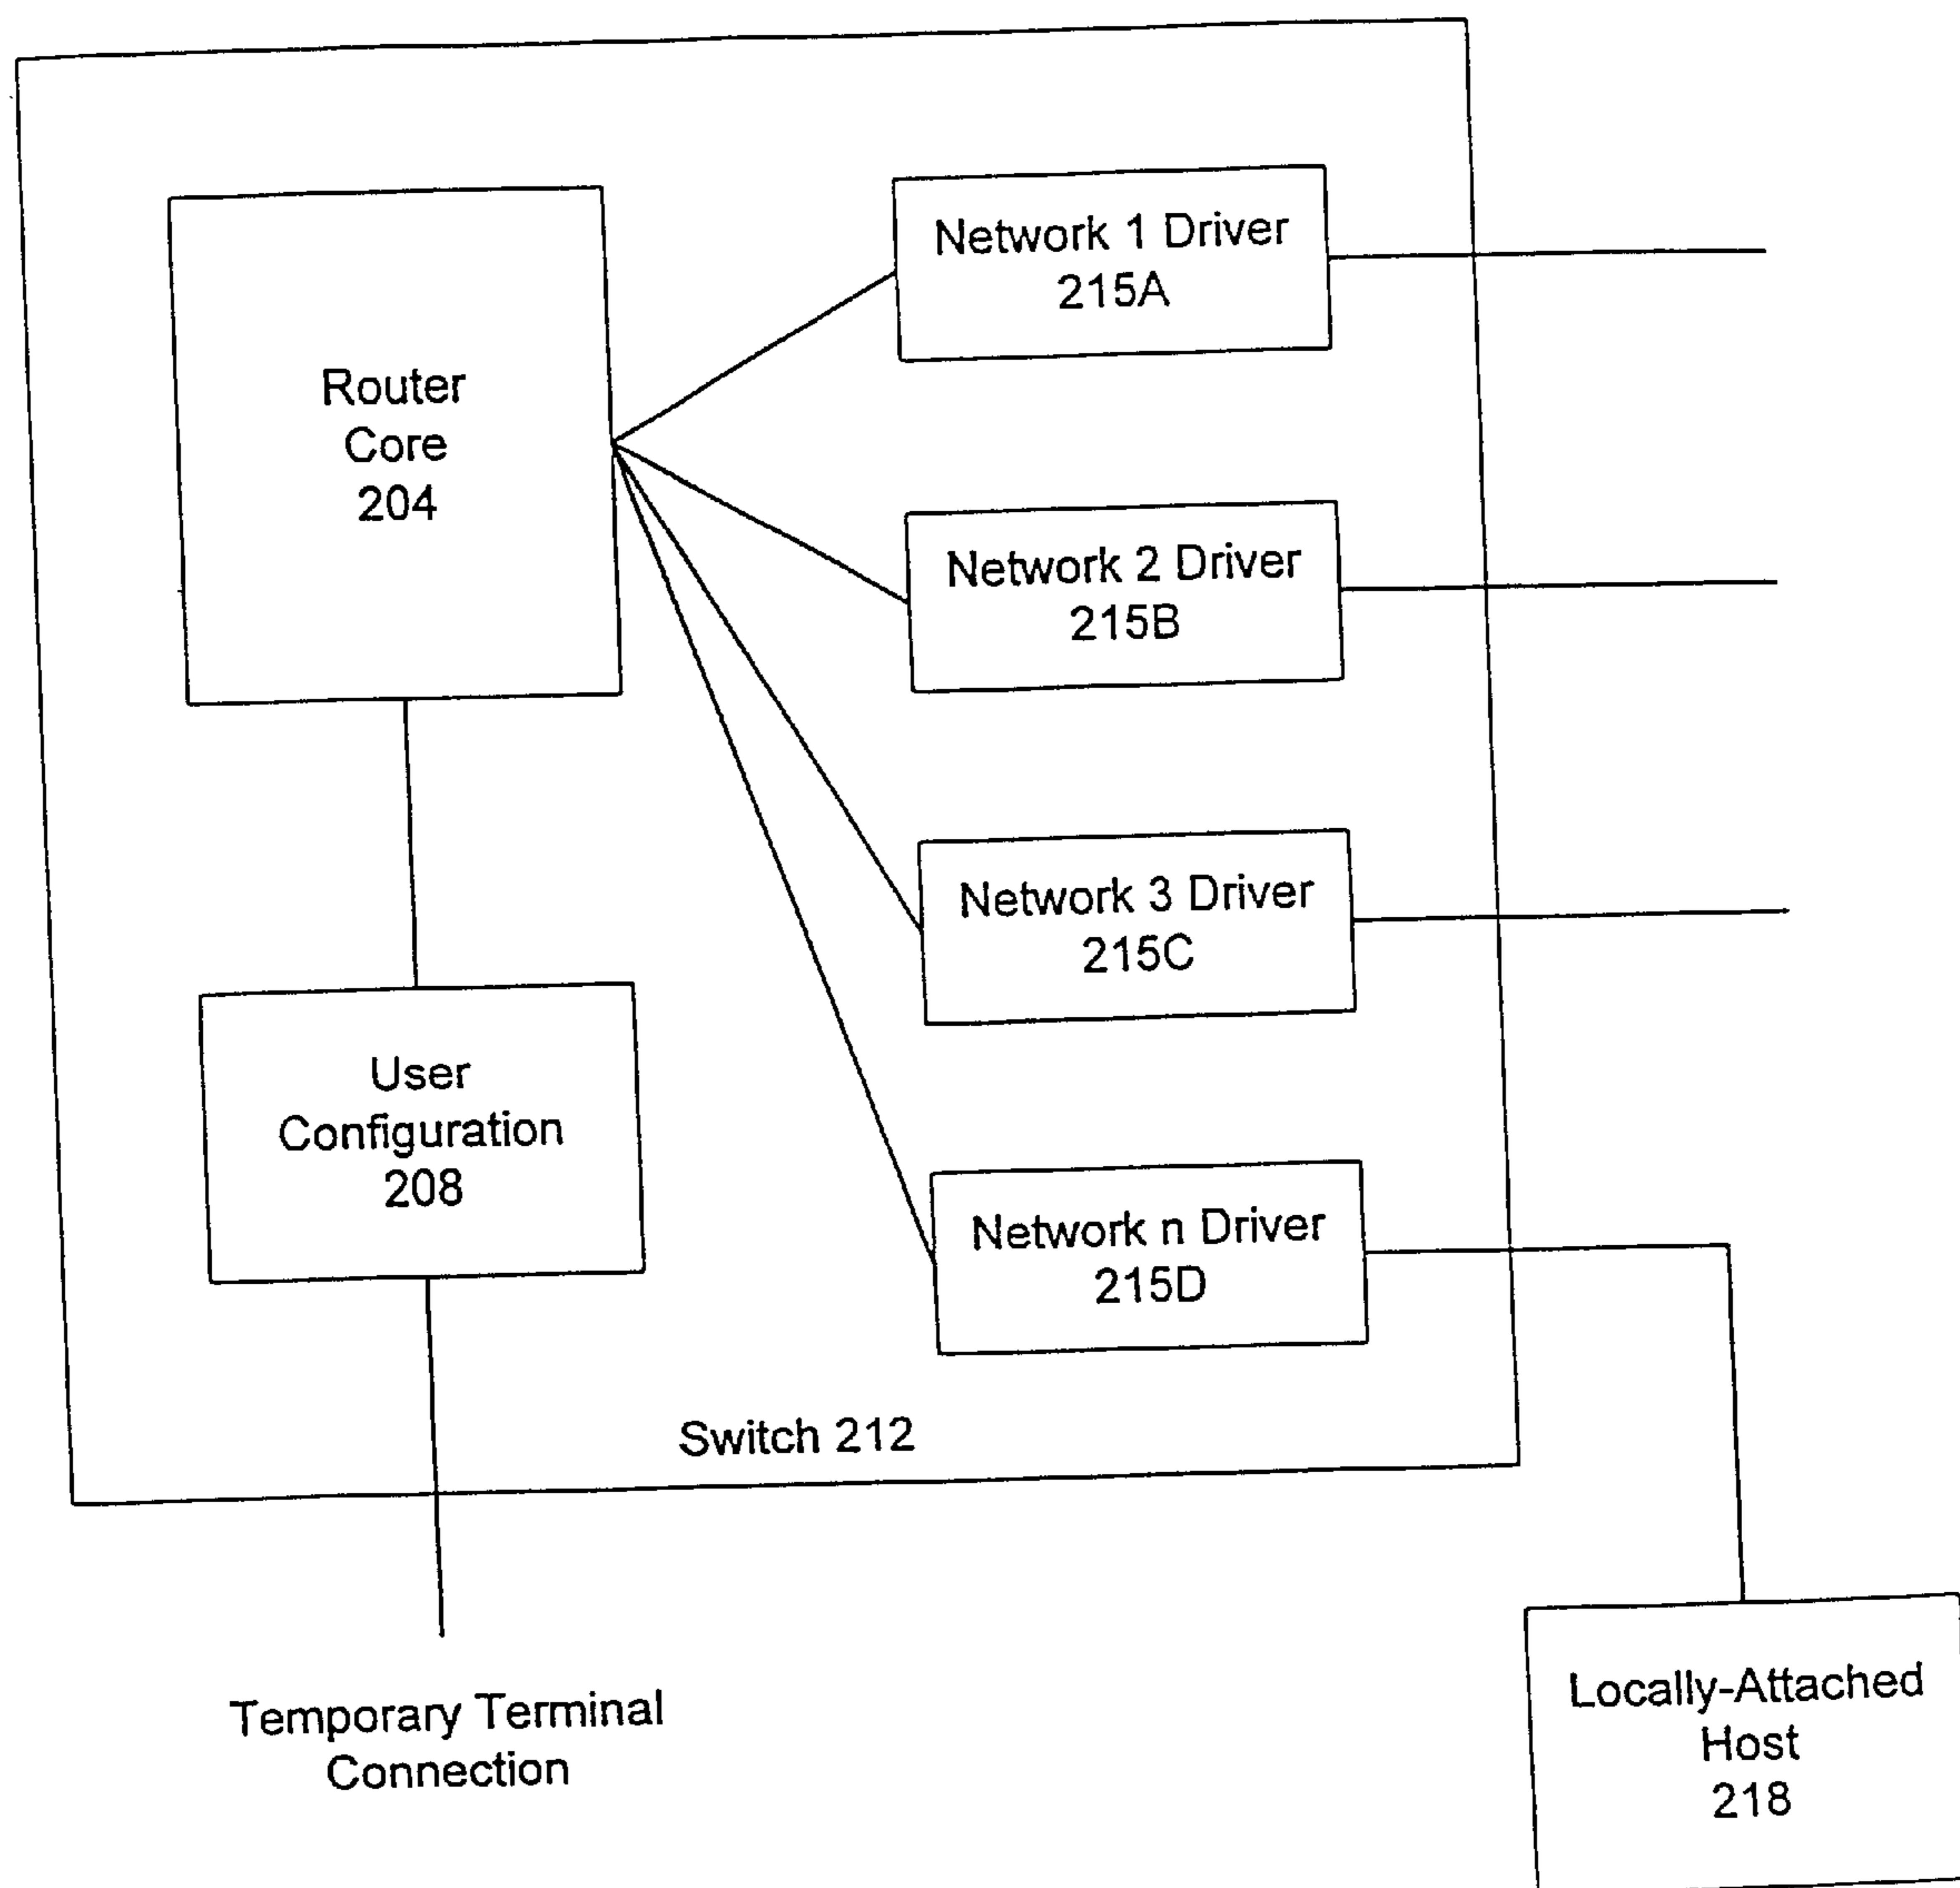 Network 1 Driver
215A
Router
Core
204
Network 2 Driver
215B
Network 3 Driver
215C
User
Configuration
208
Network n Driver
215D
Switch 212
Temporary Terminal
Connection
Locally-Attached
Host
218